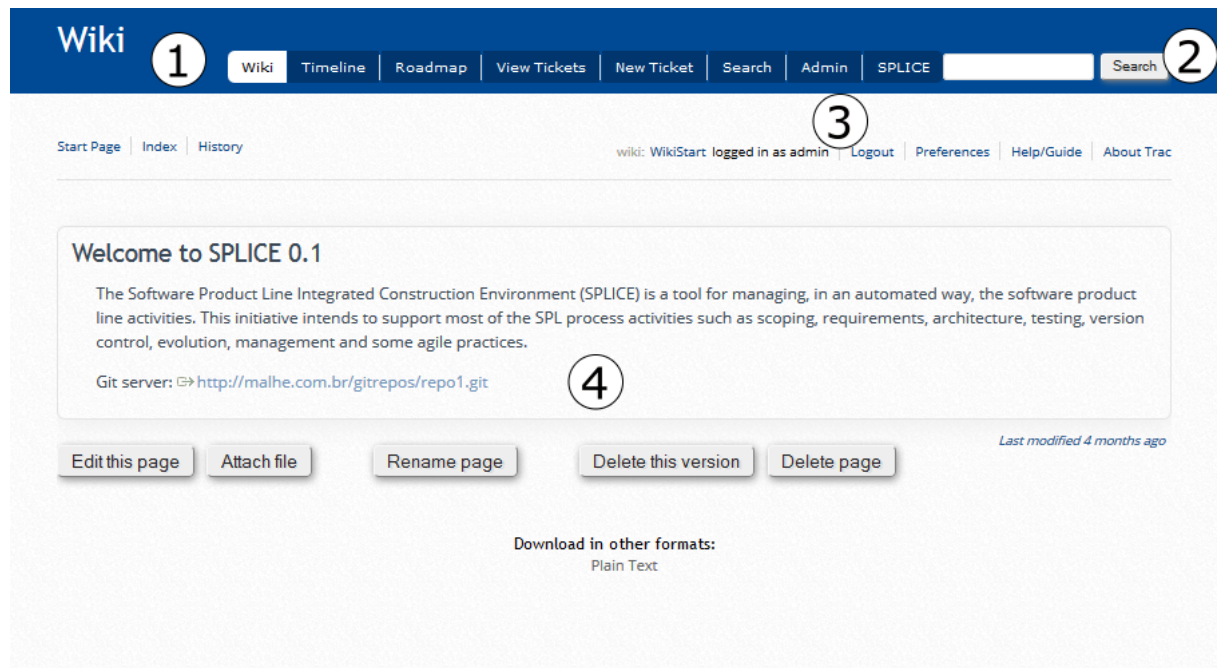 Wiki
1
Wiki Timeline Roadmap View Tickets New Ticket Search Admin SPLICE Search
2
3
Start Page Index History
wiki: WikiStart logged in as admin Logout Preferences Help/Guide About Trac
Welcome to SPLICE 0.1
The Software Product Line Integrated Construction Environment (SPLICE) is a tool for managing, in an automated way, the software product
line activities. This initiative intends to support most of the SPL process activities such as scoping, requirements, architecture, testing, version
control, evolution, management and some agile practices.
Git server: http://malhe.com.br/gitrepos/repo1.git
4
Last modified 4 months ago
Edit this page Attach file Rename page Delete this version Delete page
Download in other formats:
Plain Text